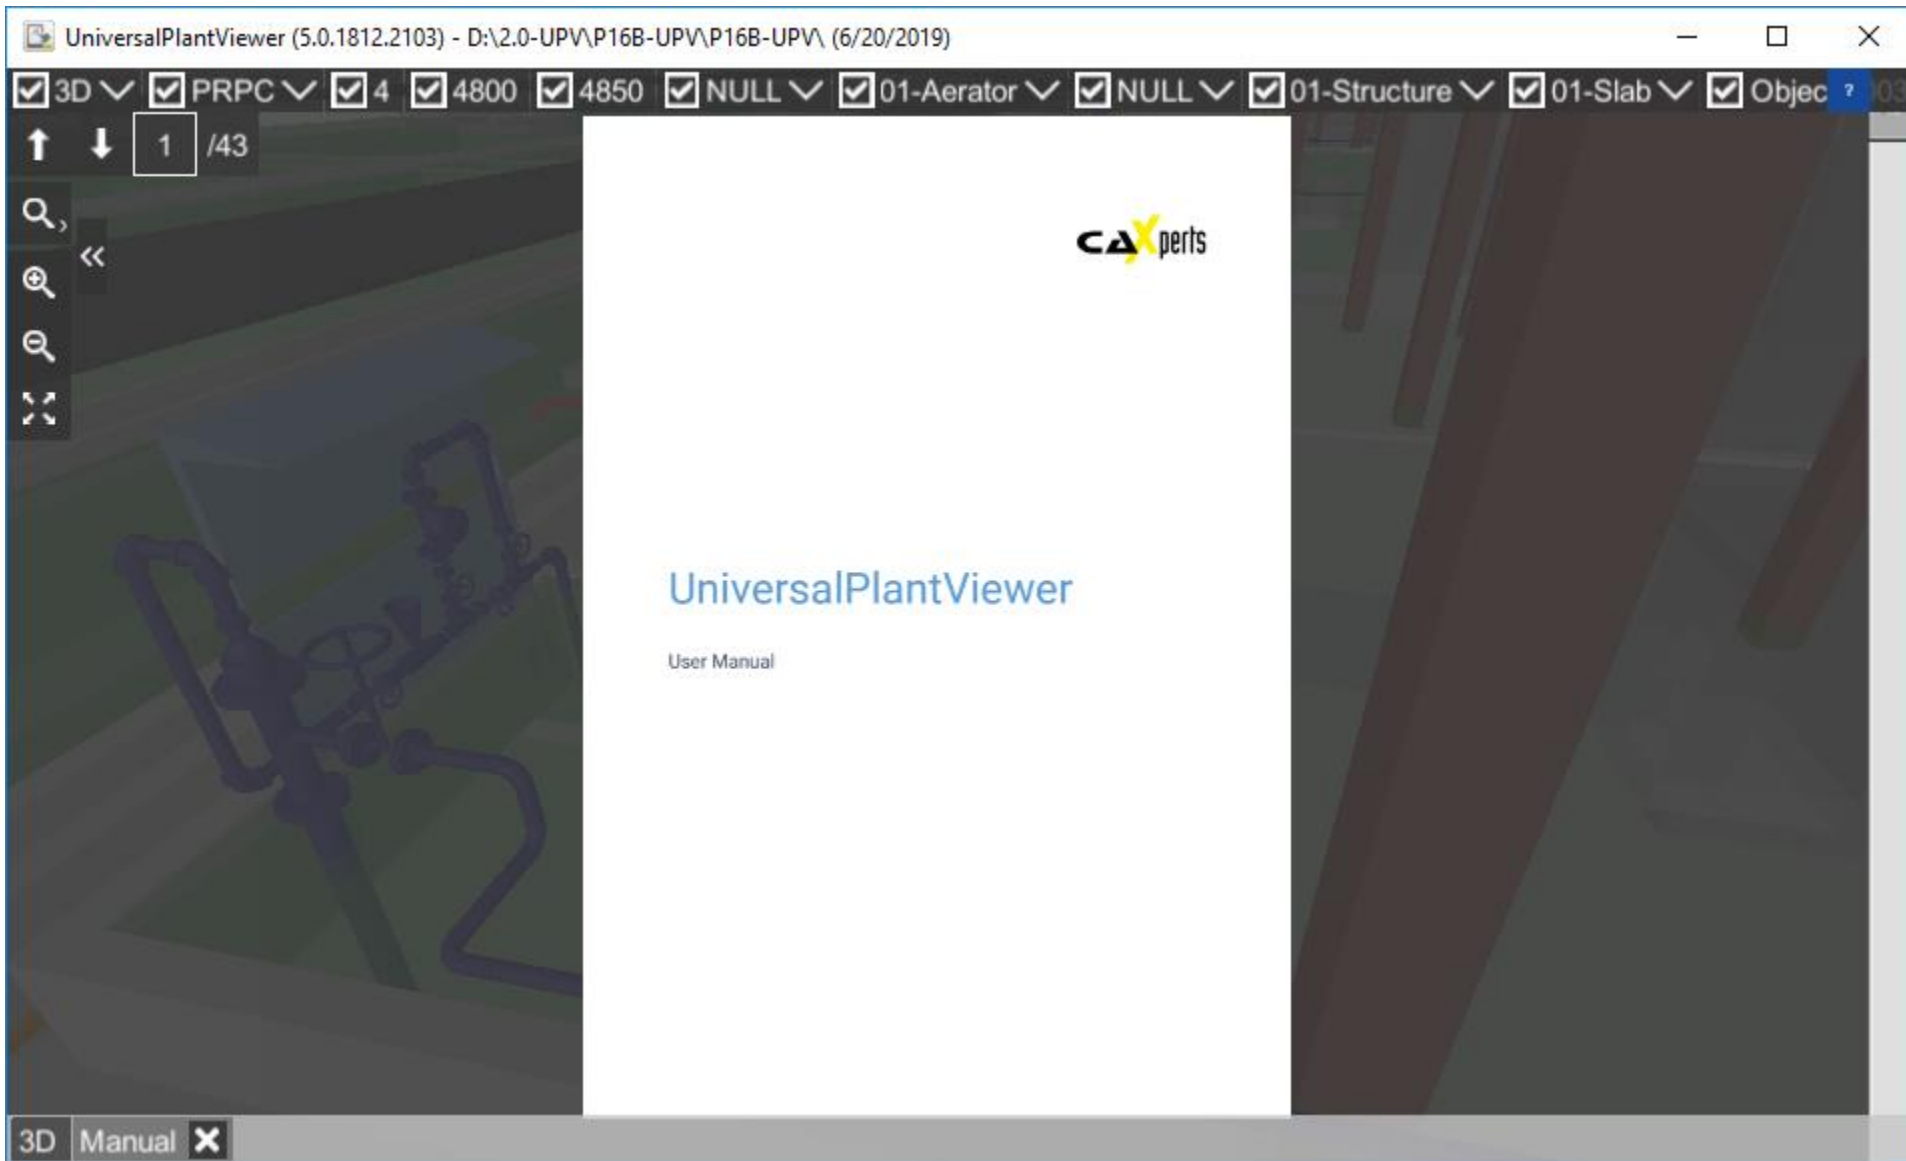 UniversalPlantViewer (5.0.1812.2103) - D:\2.0-UPV\P16B-UPV\P16B-UPV\ (6/20/2019)
3D PRPC 4 4800 4850 NULL 01-Aerator NULL 01-Structure 01-Slab Objec ?
1 /43
CAXperts
UniversalPlantViewer
User Manual
3D Manual